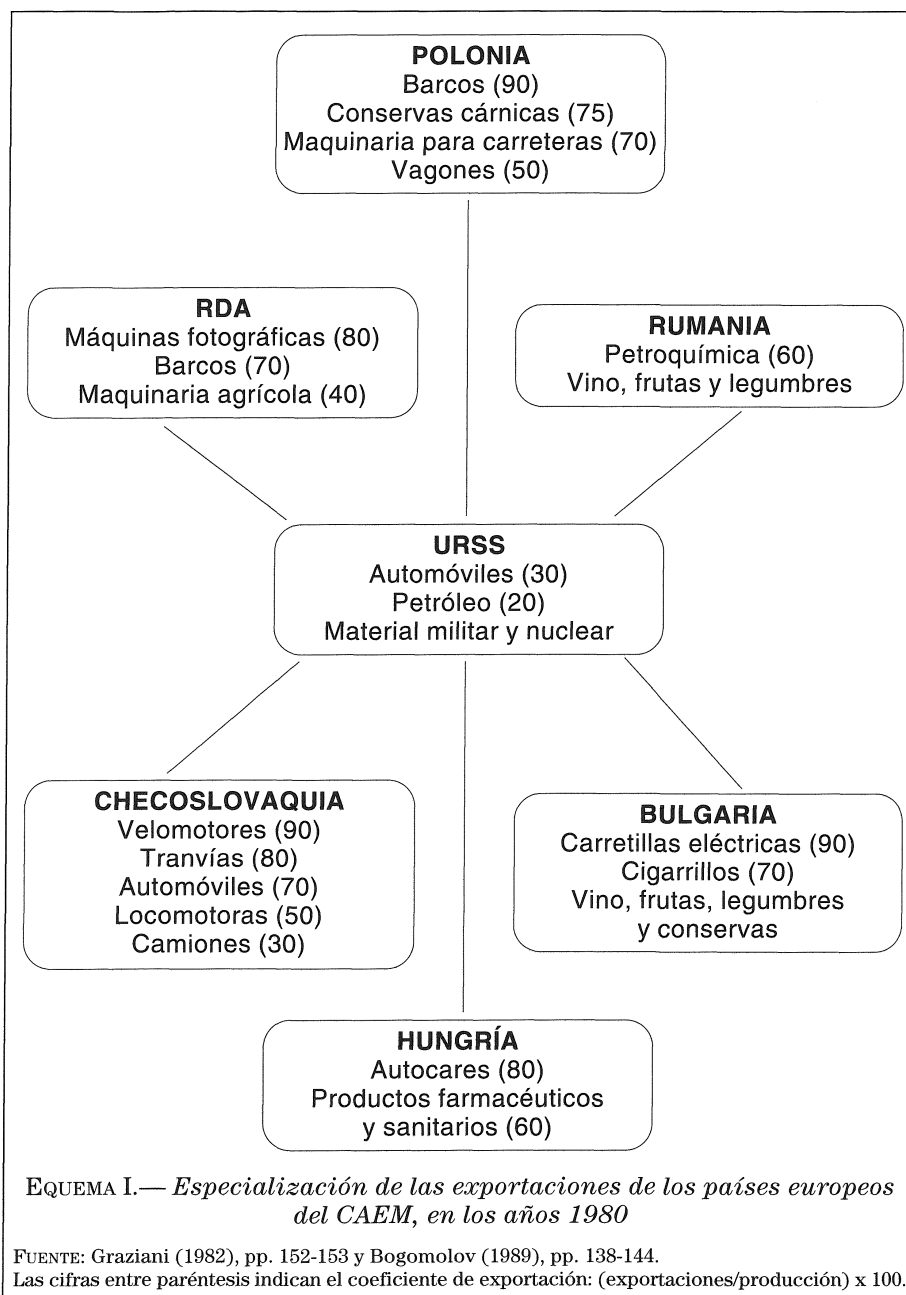 POLONIA
Barcos (90)
Conservas cárnicas (75)
Maquinaria para carreteras (70)
Vagones (50)
RDA
Máquinas fotográficas (80)
Barcos (70)
Maquinaria agrícola (40)
RUMANIA
Petroquímica (60)
Vino, frutas y legumbres
URSS
Automóviles (30)
Petróleo (20)
Material militar y nuclear
CHECOSLOVAQUIA
Velomotores (90)
Tranvías (80)
Automóviles (70)
Locomotoras (50)
Camiones (30)
BULGARIA
Carretillas eléctricas (90)
Cigarrillos (70)
Vino, frutas, legumbres
y conservas
HUNGRÍA
Autocares (80)
Productos farmacéuticos
y sanitarios (60)
EQUEMA I.— Especialización de las exportaciones de los países europeos
del CAEM, en los años 1980
FUENTE: Graziani (1982), pp. 152-153 y Bogomolov (1989), pp. 138-144.
Las cifras entre paréntesis indican el coeficiente de exportación: (exportaciones/producción) x 100.